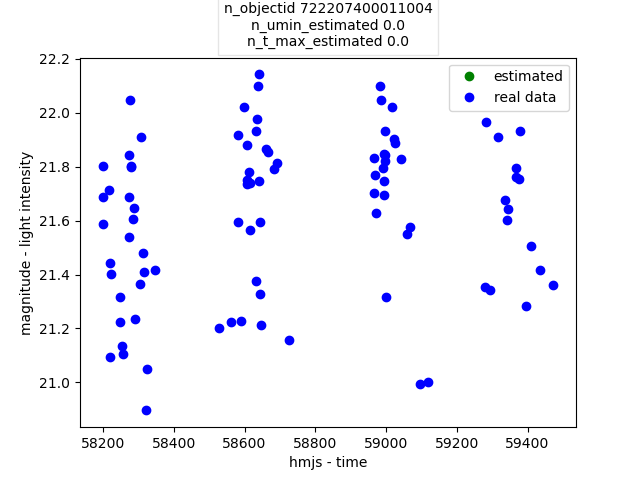 n_objectid 722207400011004
n_umin_estimated 0.0
n_t_max_estimated 0.0
estimated
real data
magnitude - light intensity
22.2
22.0
21.8
21.6
21.4
21.2
21.0
58200 58400 58600 58800 59000 59200 59400
hmjs - time